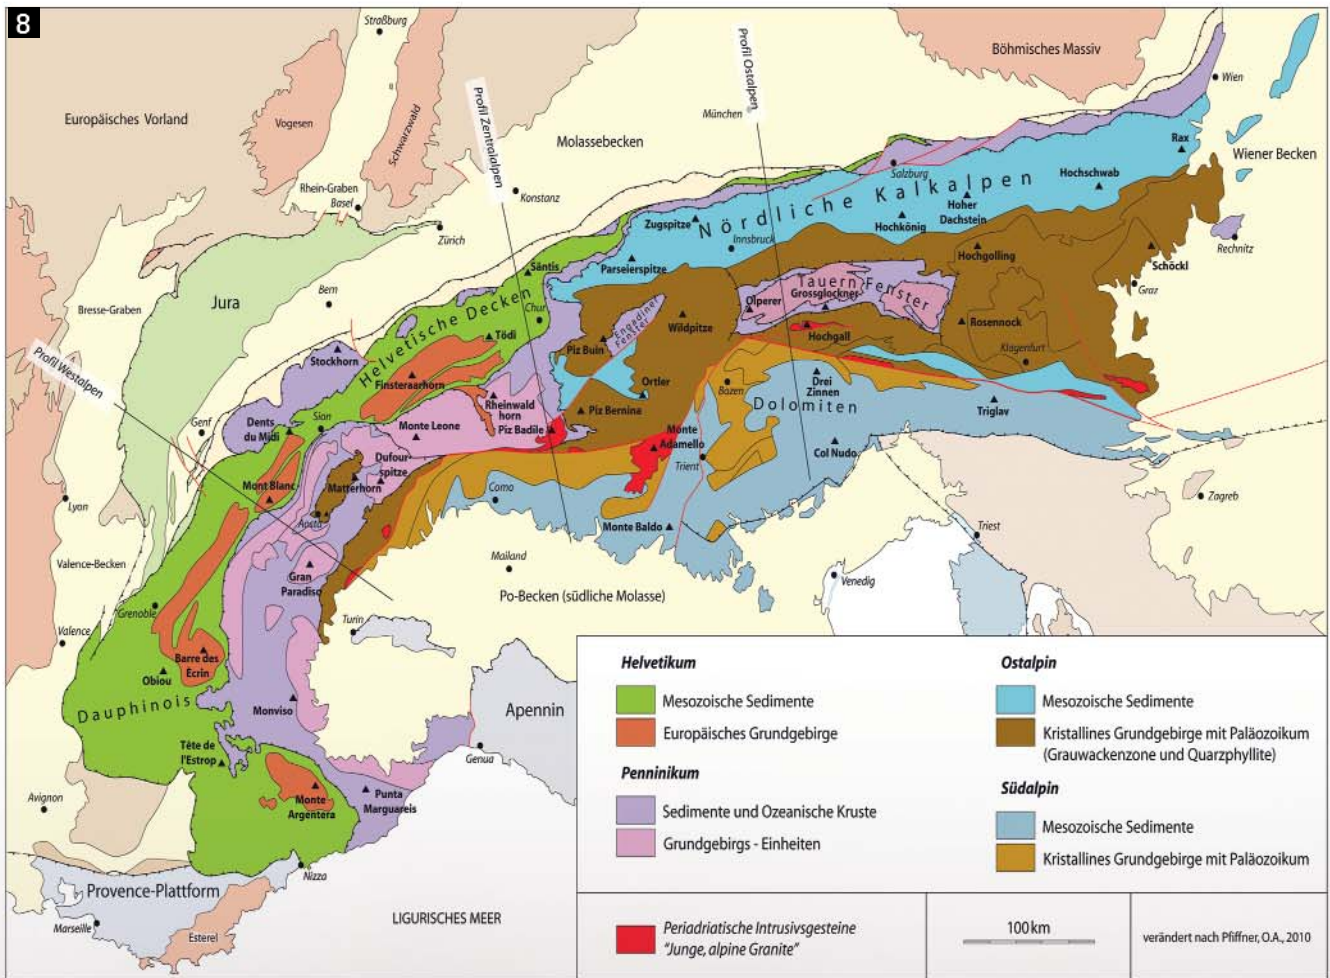 8
Straßburg
Böhmisches Massiv
Profil Ostalpen
Wien
Europäisches Vorland
Vogesen
Schwarzwald
Profil Zentralalpen
München
Molassebecken
Rax
Wiener Becken
Salzburg
Hochschwab
Rhein-Graben
Basel
Konstanz
Nördliche Kalkalpen
Hoher
Dachstein
Zugspitze
Hochkönig
Zürich
Innsbruck
Rechnitz
Hochgolling
Schöckl
Säntis
Parseierspitze
Jura
Bern
Tauern Fenster
Olperer
Grossglockner
Graz
Bresse-Graben
Helvetische Decken
Chur
Engadiner
Fenster
Wildpitze
Rosennock
Tödi
Hochgall
Klagenfurt
Profil Westalpen
Stockhorn
Piz Buin
Finsteraarhorn
Ortler
Bozen
Drei
Zinnen
Dolomiten
Triglav
Genf
Dents
du Midi
Sion
Rheinwald
horn
Piz Bernina
Monte Leone
Piz Badile
Monte
Adamello
Col Nudo
Dufour-
spitze
Trient
Mont Blanc
Matterhorn
Lyon
Como
Zagreb
Aosta
Monte Baldo
Triest
Valence-Becken
Mailand
Gran
Paradiso
Venedig
Po-Becken (südliche Molasse)
Grenoble
Turin
Valence
Barre des
Écrin
Obiou
Dauphinois
Monviso
Apennin
Tête de
l'Estrop
Genua
Avignon
Monte
Argentera
Punta
Marguareis
Nizza
Provence-Plattform
Marseille
Esterel
LIGURISCHES MEER
Helvetikum
Mesozoische Sedimente
Europäisches Grundgebirge
Penninikum
Sedimente und Ozeanische Kruste
Grundgebirgs - Einheiten
Ostalpin
Mesozoische Sedimente
Kristallines Grundgebirge mit Paläozoikum
(Grauwackenzone und Quarzphyllite)
Südalpin
Mesozoische Sedimente
Kristallines Grundgebirge mit Paläozoikum
Periadriatische Intrusivgesteine
"Junge, alpine Granite"
100 km
verändert nach Pfiffner, O.A., 2010